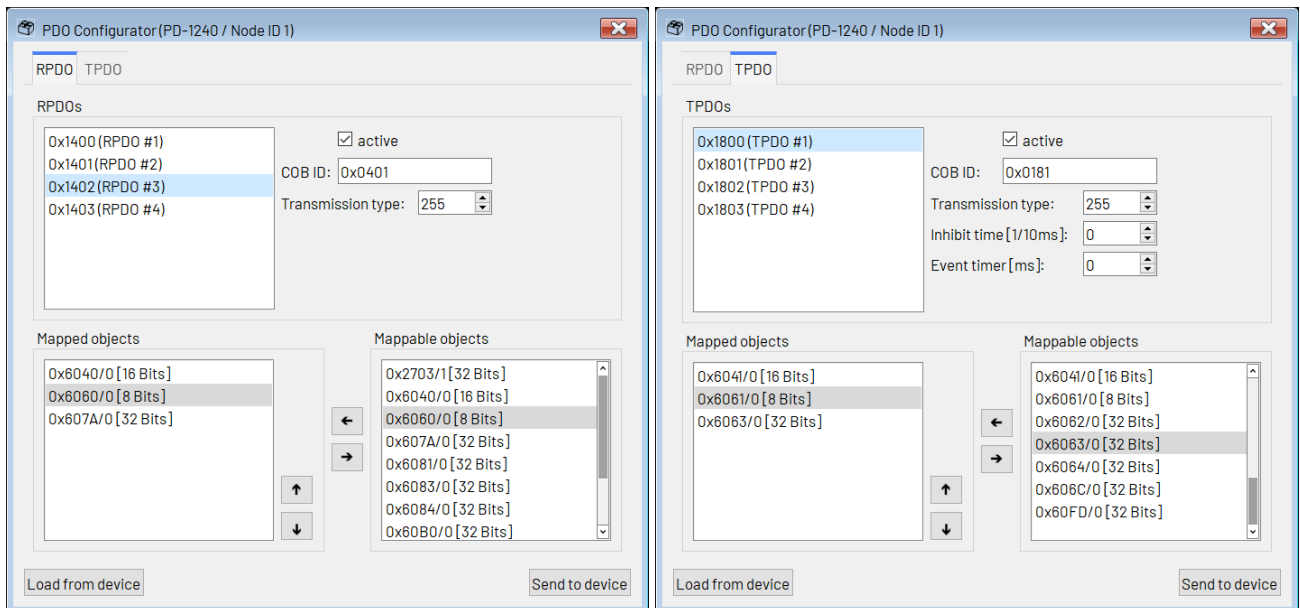 PDO Configurator (PD-1240 / Node ID 1)
RPDO TPDO
RPDOs
0x1400 (RPDO #1)
0x1401 (RPDO #2)
0x1402 (RPDO #3)
0x1403 (RPDO #4)
active
COB ID: 0x0401
Transmission type: 255
Mapped objects
0x6040/0 [16 Bits]
0x6060/0 [8 Bits]
0x607A/0 [32 Bits]
Mappable objects
0x2703/1 [32 Bits]
0x6040/0 [16 Bits]
0x6060/0 [8 Bits]
0x607A/0 [32 Bits]
0x6081/0 [32 Bits]
0x6083/0 [32 Bits]
0x6084/0 [32 Bits]
0x60B0/0 [32 Bits]
Load from device
Send to device
PDO Configurator (PD-1240 / Node ID 1)
RPDO TPDO
TPDOs
0x1800 (TPDO #1)
0x1801 (TPDO #2)
0x1802 (TPDO #3)
0x1803 (TPDO #4)
active
COB ID: 0x0181
Transmission type: 255
Inhibit time [1/10ms]: 0
Event timer [ms]: 0
Mapped objects
0x6041/0 [16 Bits]
0x6061/0 [8 Bits]
0x6063/0 [32 Bits]
Mappable objects
0x6041/0 [16 Bits]
0x6061/0 [8 Bits]
0x6062/0 [32 Bits]
0x6063/0 [32 Bits]
0x6064/0 [32 Bits]
0x606C/0 [32 Bits]
0x60FD/0 [32 Bits]
Load from device
Send to device